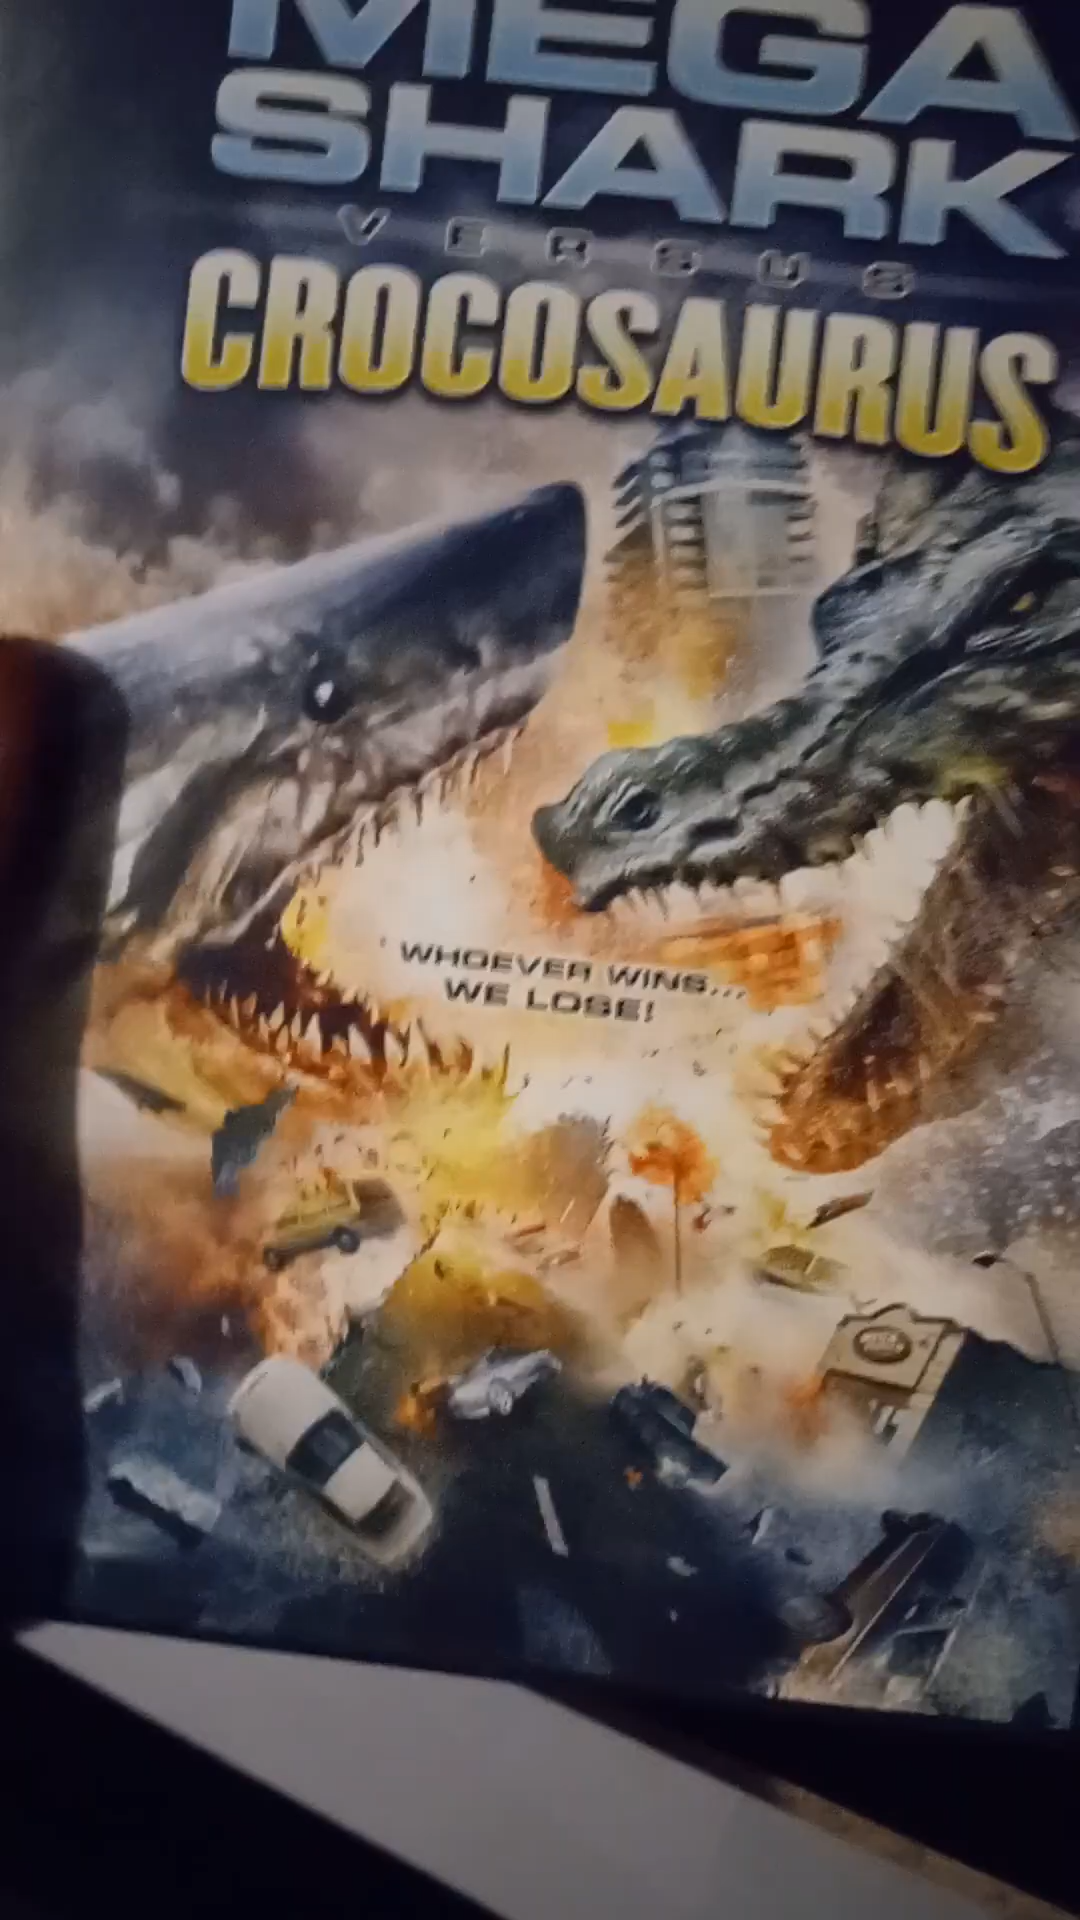 MEGA
SHARK
VERSUS
CROCOSAURUS
WHOEVER WINS...
WE LOSE!